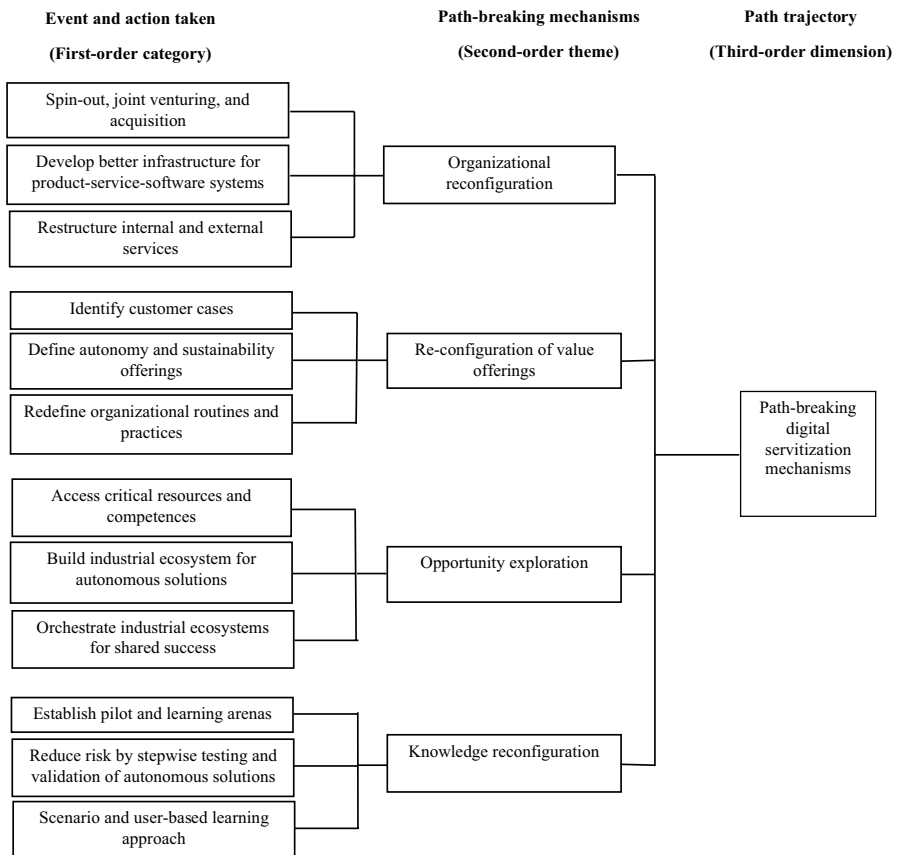 Event and action taken
(First-order category)
Path-breaking mechanisms
(Second-order theme)
Path trajectory
(Third-order dimension)
Spin-out, joint venturing, and
acquisition
Develop better infrastructure for
product-service-software systems
Restructure internal and external
services
Organizational
reconfiguration
Identify customer cases
Define autonomy and sustainability
offerings
Redefine organizational routines and
practices
Re-configuration of value
offerings
Access critical resources and
competences
Build industrial ecosystem for
autonomous solutions
Orchestrate industrial ecosystems
for shared success
Opportunity exploration
Establish pilot and learning arenas
Reduce risk by stepwise testing and
validation of autonomous solutions
Scenario and user-based learning
approach
Knowledge reconfiguration
Path-breaking
digital
servitization
mechanisms